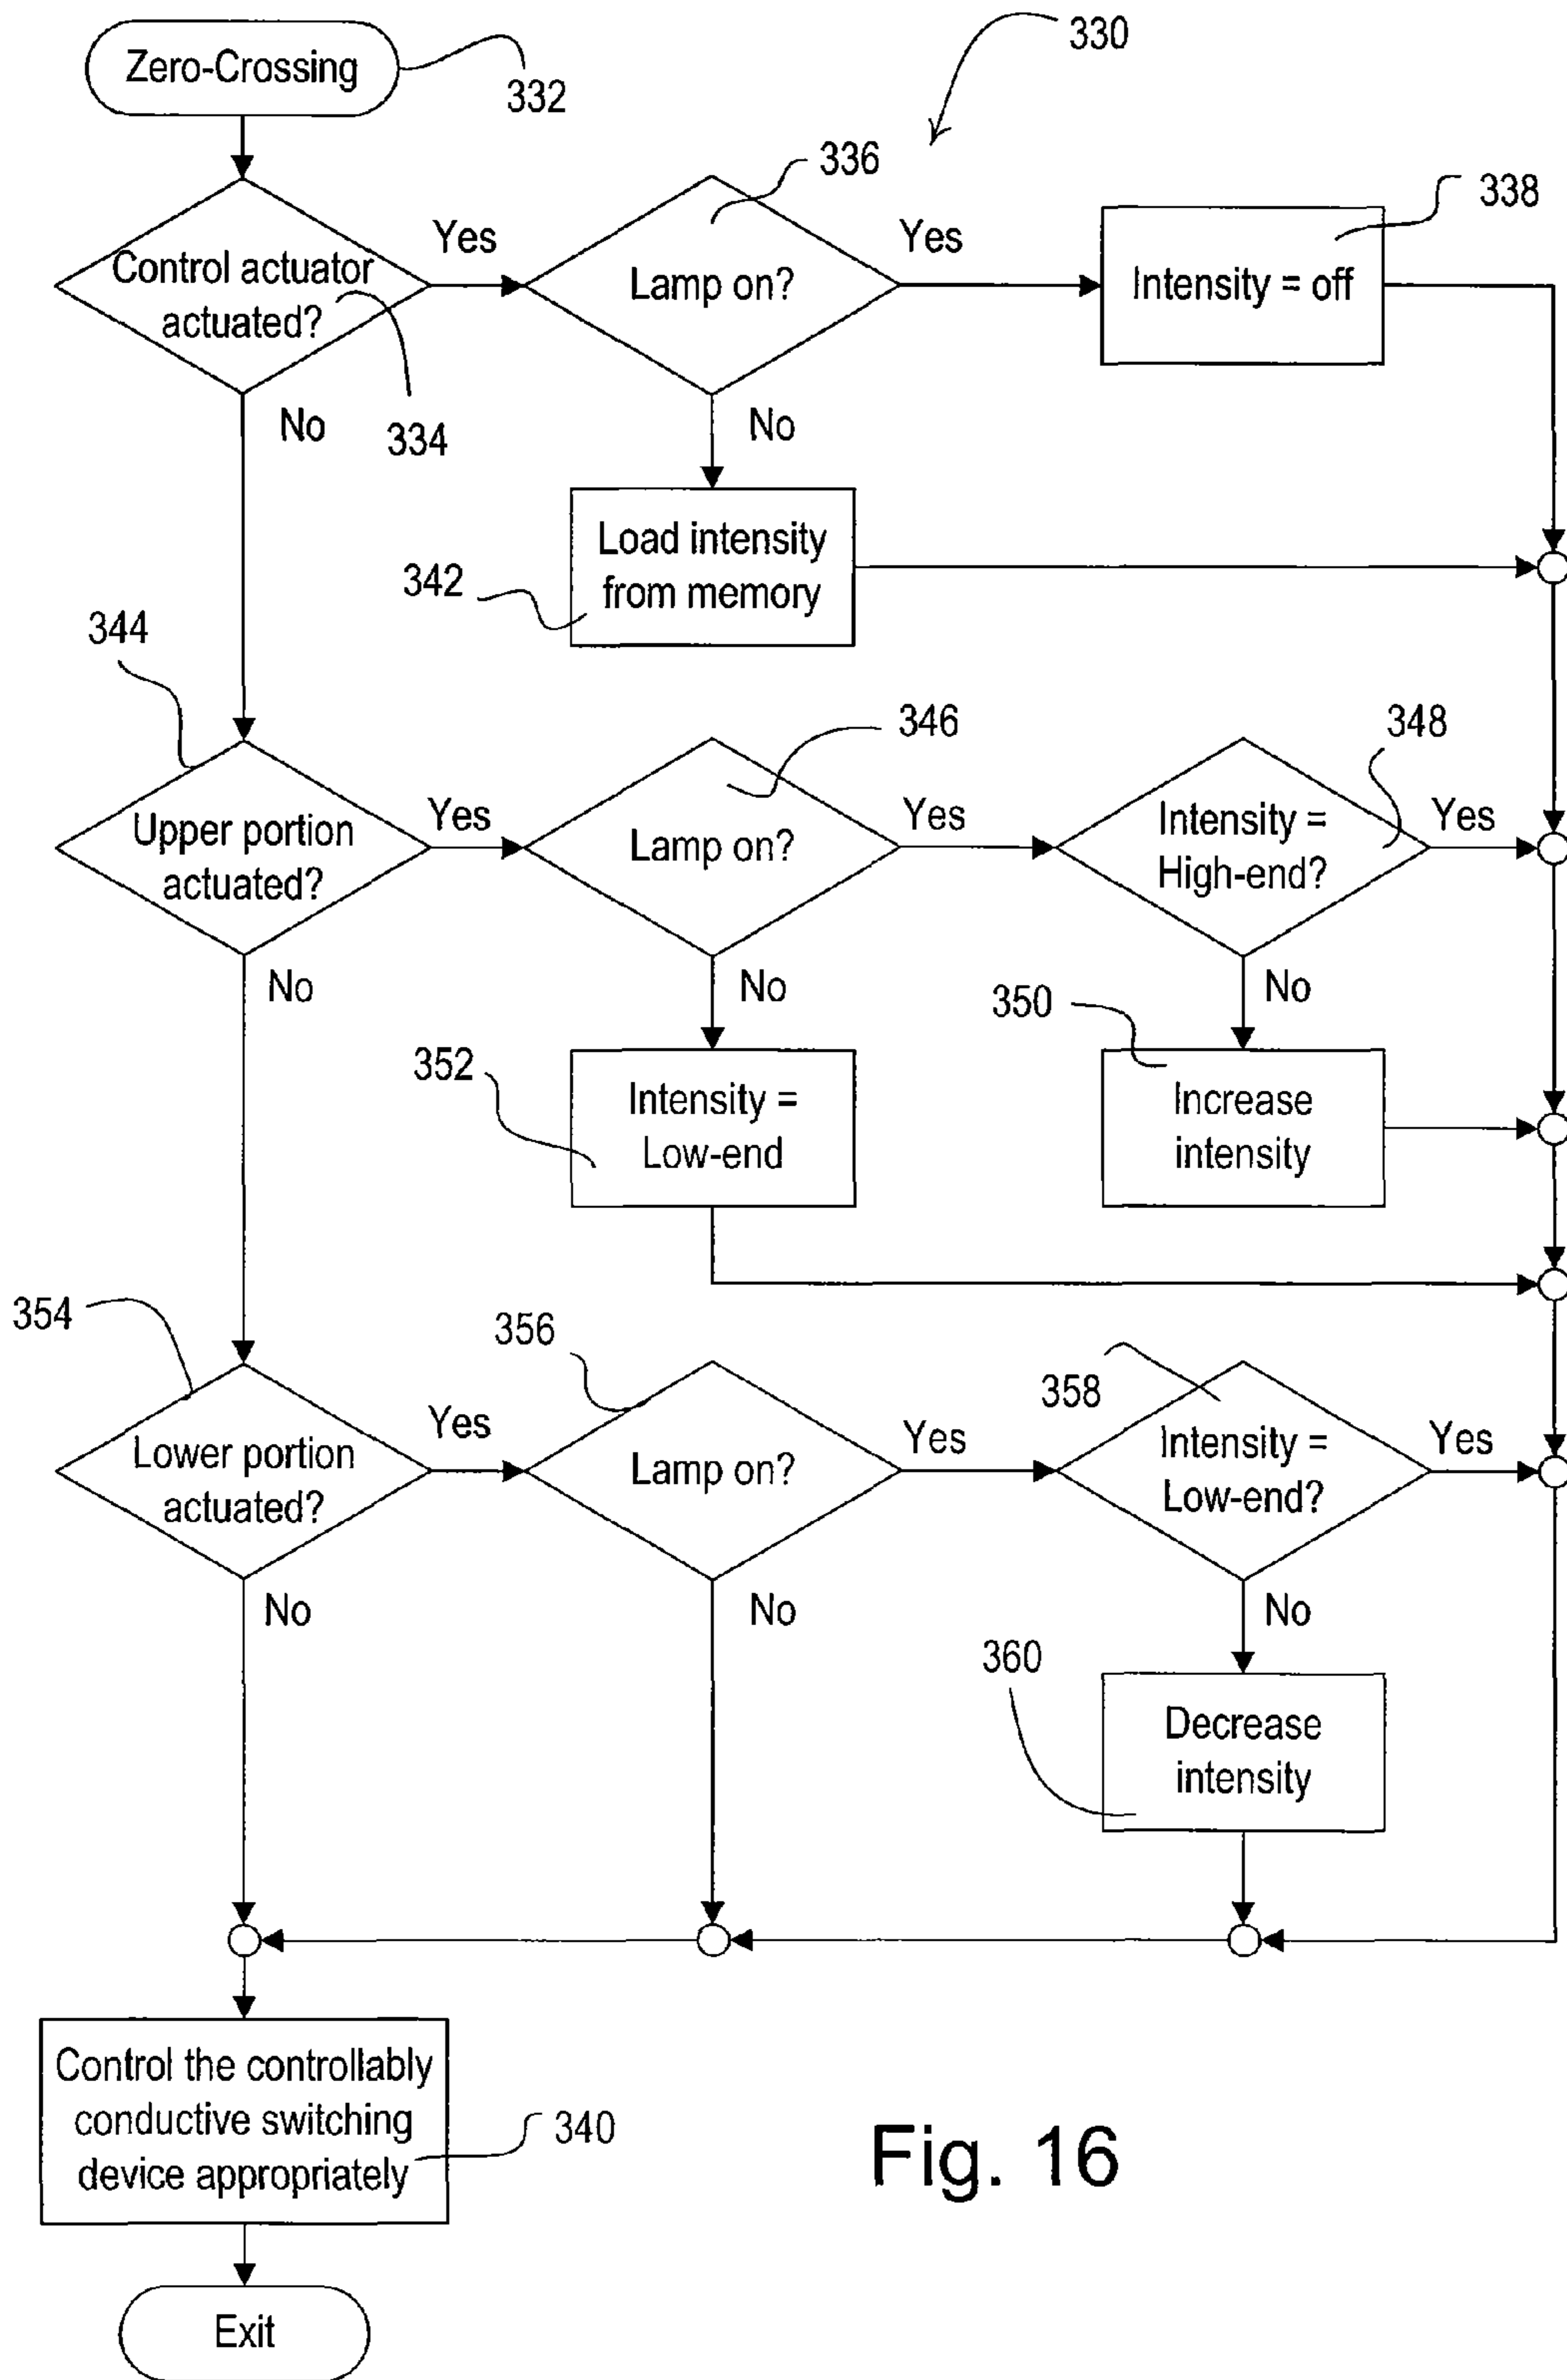 330
Zero-Crossing
332
336
338
Control actuator
actuated?
Yes
Lamp on?
Yes
Intensity = off
334
No
No
Load intensity
from memory
342
344
346
348
Upper portion
actuated?
Yes
Lamp on?
Yes
Intensity =
High-end?
Yes
No
No
No
350
352
Intensity =
Low-end
Increase
intensity
354
356
358
Lower portion
actuated?
Yes
Lamp on?
Yes
Intensity =
Low-end?
Yes
No
No
No
360
Decrease
intensity
Control the controllably
conductive switching
device appropriately
340
Fig. 16
Exit